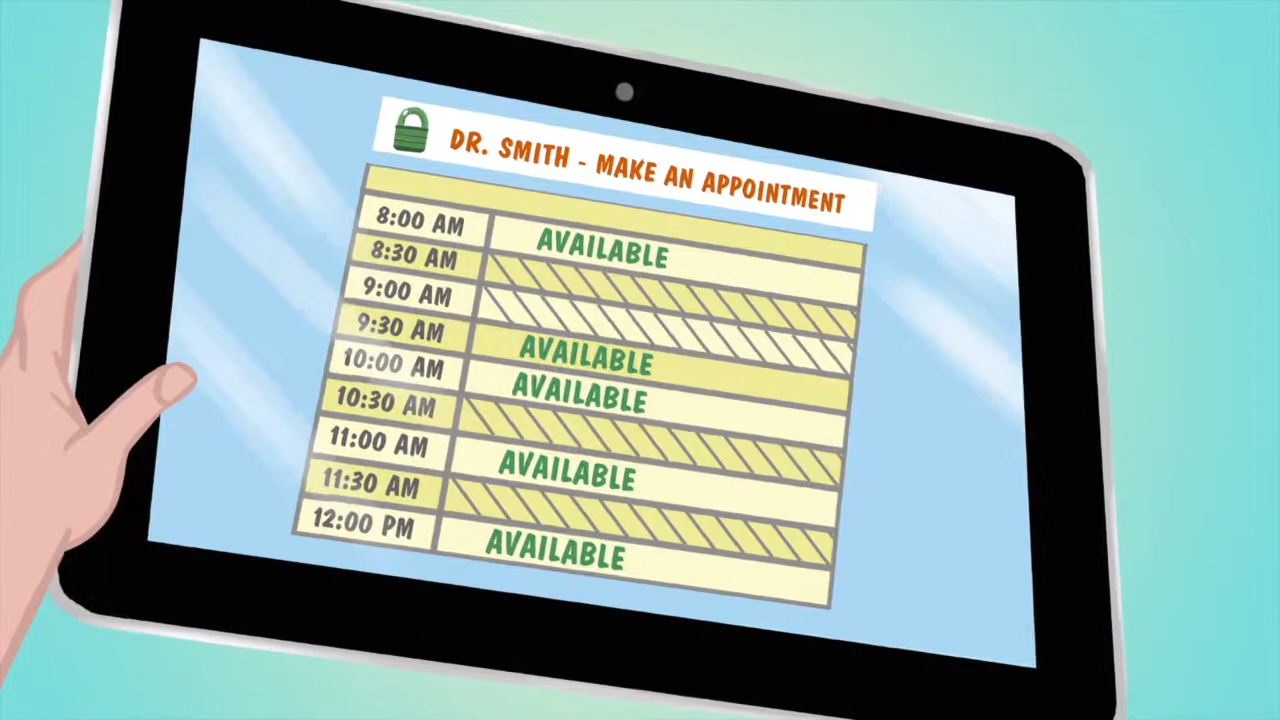 DR. SMITH - MAKE AN APPOINTMENT
8:00 AM AVAILABLE
8:30 AM
9:00 AM
9:30 AM AVAILABLE
10:00 AM AVAILABLE
10:30 AM
11:00 AM AVAILABLE
11:30 AM
12:00 PM AVAILABLE